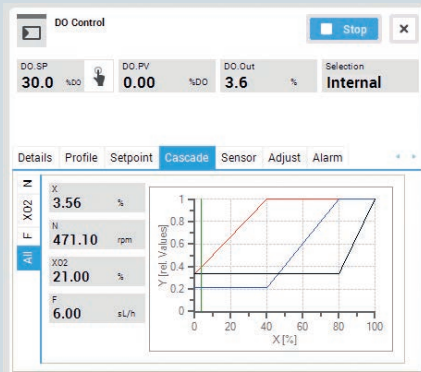 DO Control
Stop
DO.SP
30.0 %DO
DO.PV
0.00 %DO
DO.Out
3.6 %
Selection
Internal
Details Profile Setpoint Cascade Sensor Adjust Alarm
N
XO2
F
All
X
3.56 %
N
471.10 rpm
XO2
21.00 %
F
6.00 sL/h
Y [rel. Values]
1
0.8
0.6
0.4
0.2
0
0 20 40 60 80 100
X [%]